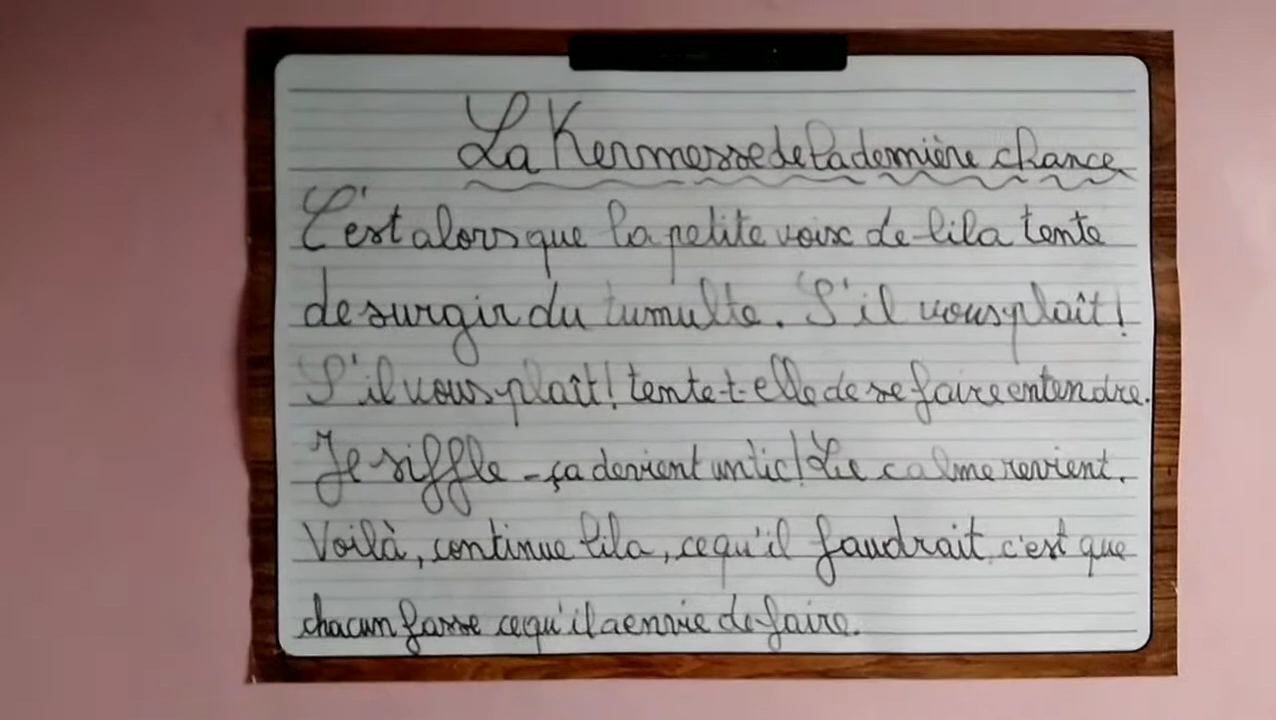 La Kermesse de la dernière chance
C'est alors que la petite voix de lila tente
de surgir du tumulte. S'il vous plaît!
S'il vous plaît! tente-t-elle de se faire entendre.
Je siffle - ça devient un tic! Le calme revient.
Voilà, continue lila, ce qu'il faudrait c'est que
chacun fasse ce qu'il a envie de faire.